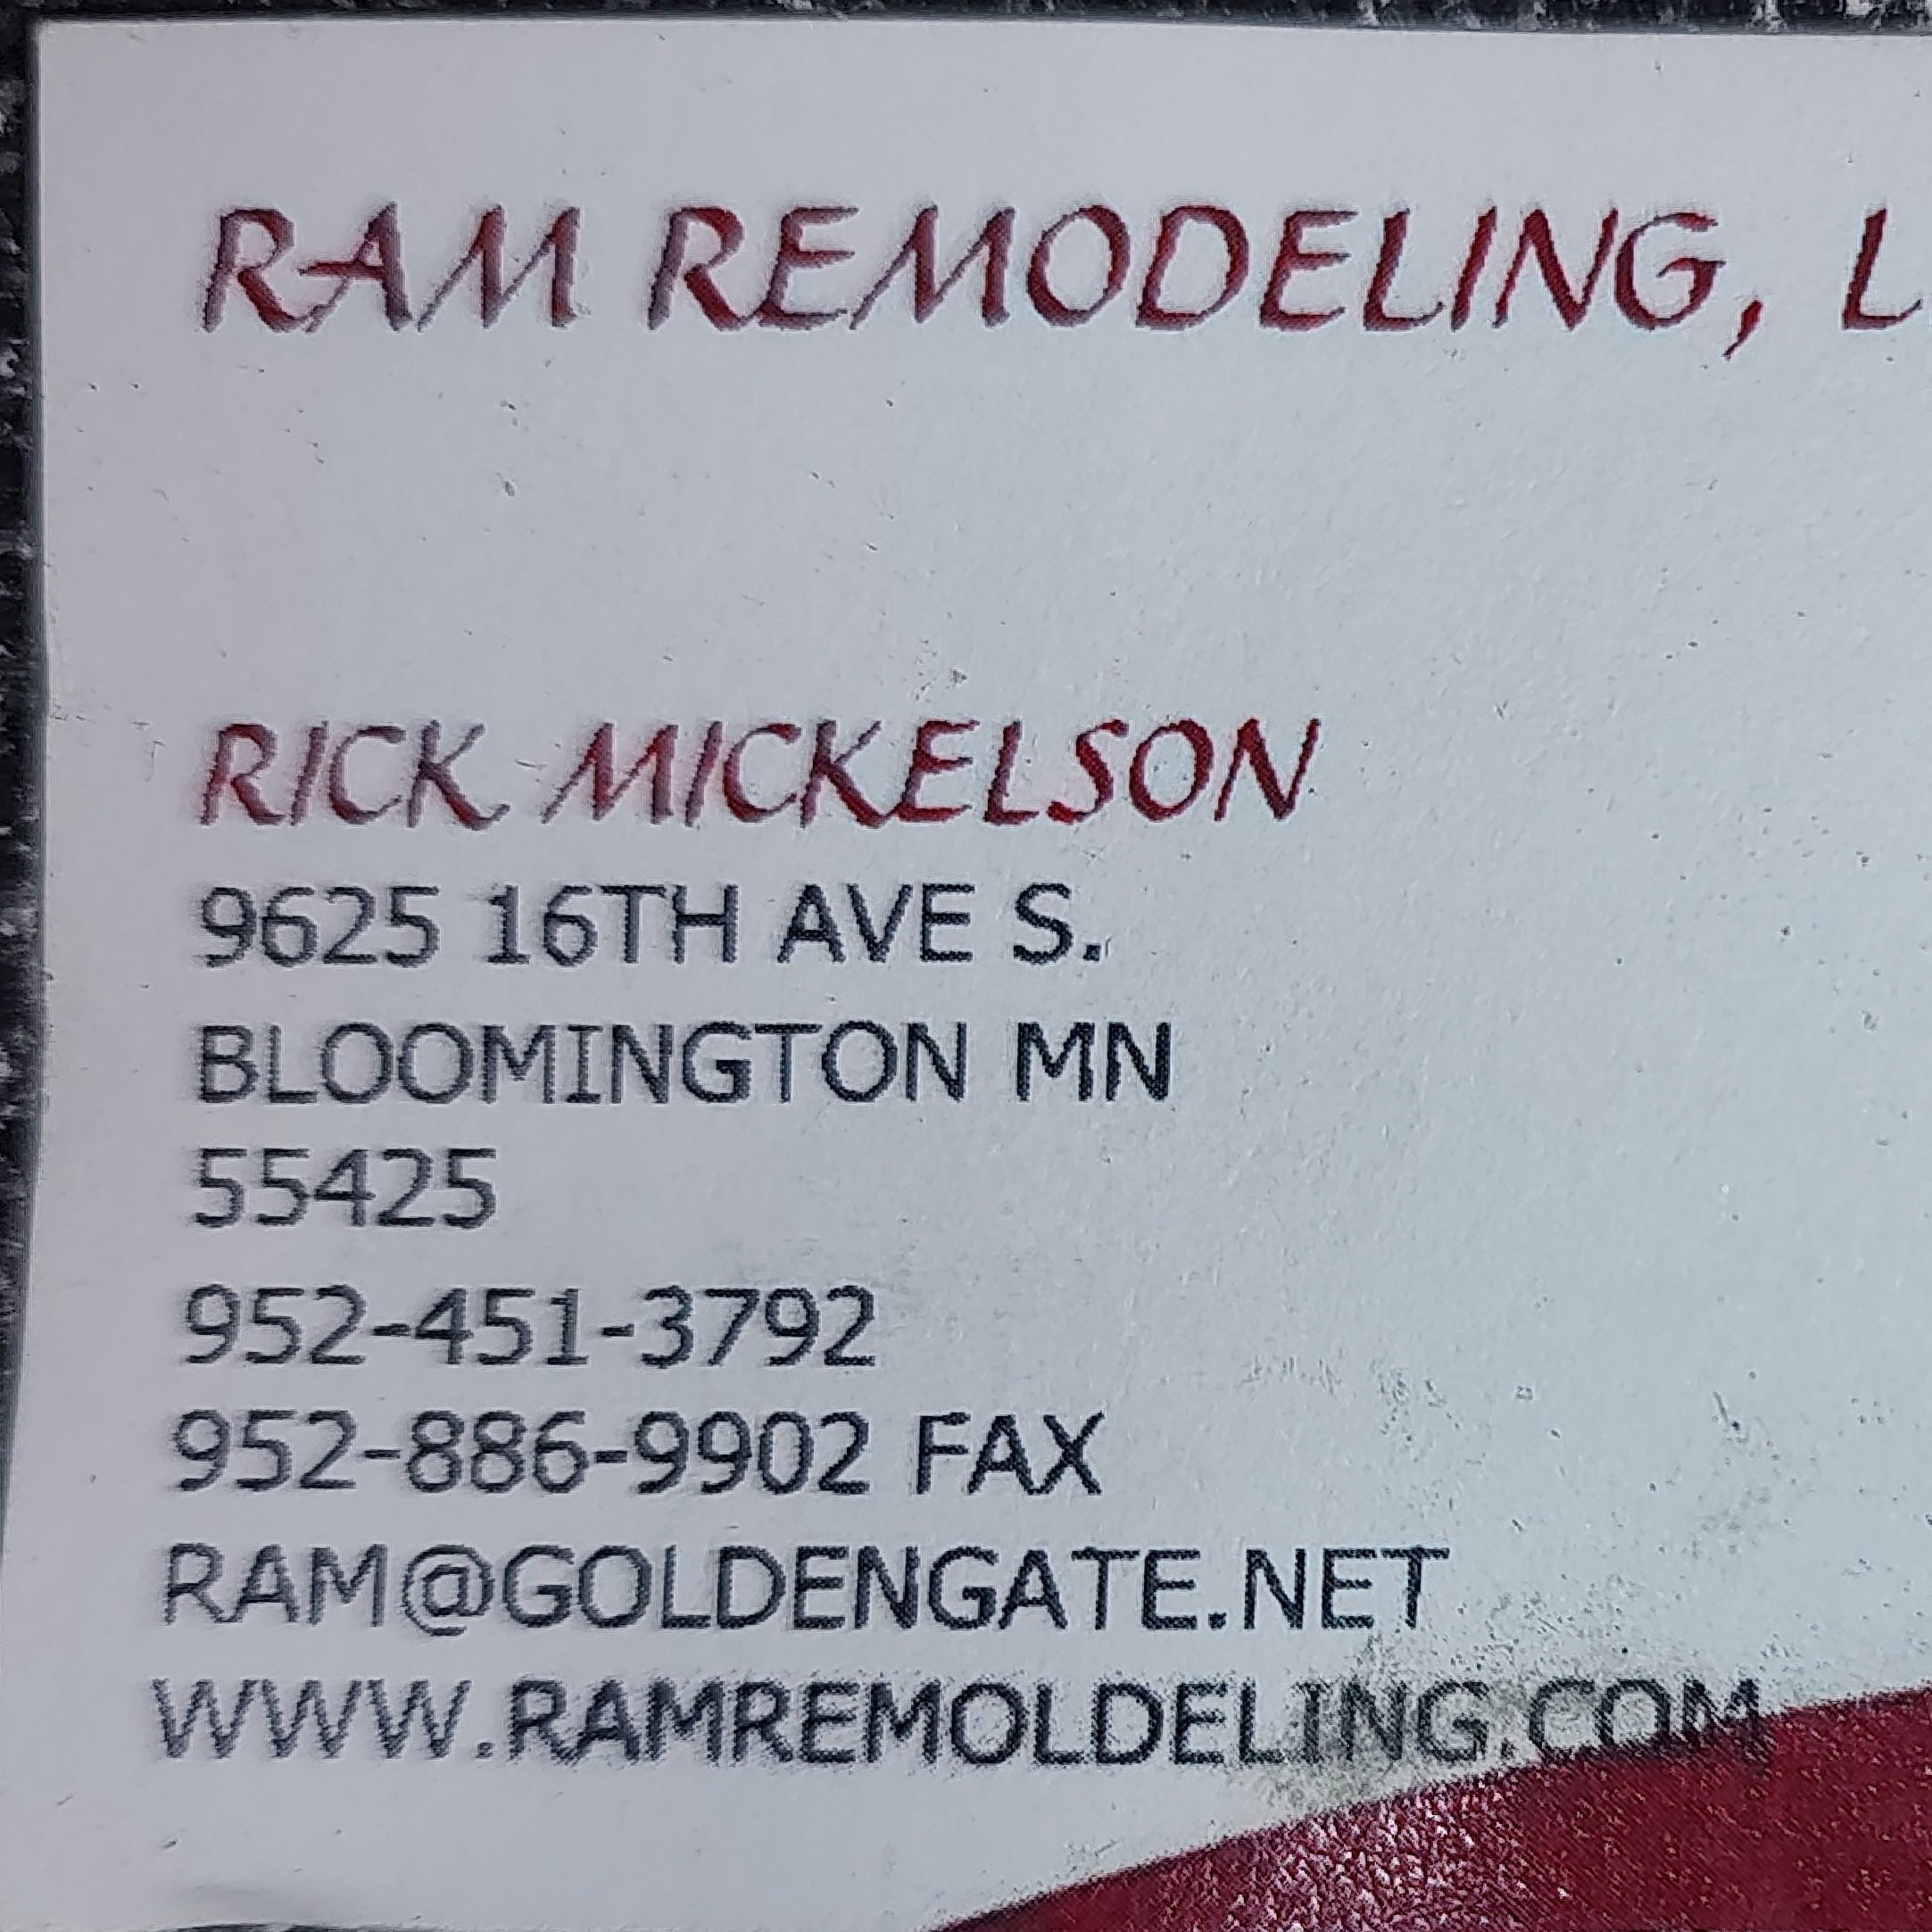 RAM REMODELING, L
RICK MICKELSON
9625 16TH AVE S.
BLOOMINGTON MN
55425
952-451-3792
952-886-9902 FAX
RAM@GOLDENGATE.NET
WWW.RAMREMOLDELING.COM